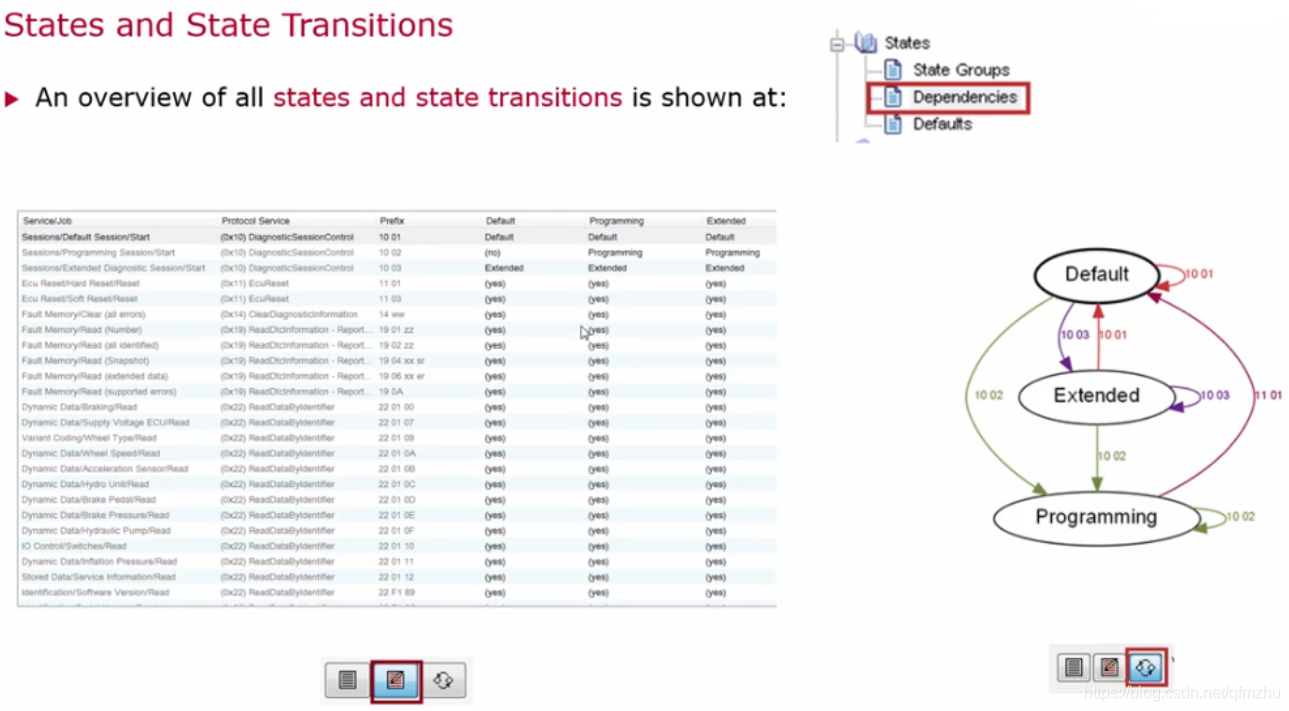 States and State Transitions
An overview of all states and state transitions is shown at:
States
State Groups
Dependencies
Defaults
Service/Job Protocol Service Prefix Default Programming Extended
Sessions/Default Session/Start (0x10) DiagnosticSessionControl 10 01 Default Default Default
Sessions/Programming Session/Start (0x10) DiagnosticSessionControl 10 02 (no) Programming Programming
Sessions/Extended Diagnostic Session/Start (0x10) DiagnosticSessionControl 10 03 Extended Extended Extended
Ecu Reset/Hard Reset/Reset (0x11) EcuReset 11 01 (yes) (yes) (yes)
Ecu Reset/Soft Reset/Reset (0x11) EcuReset 11 03 (yes) (yes) (yes)
Fault Memory/Clear (all errors) (0x14) ClearDiagnosticInformation 14 ww (yes) (yes) (yes)
Fault Memory/Read (Number) (0x19) ReadDtcInformation - Report... 19 01 zz (yes) (yes) (yes)
Fault Memory/Read (all identified) (0x19) ReadDtcInformation - Report... 19 02 zz (yes) (yes) (yes)
Fault Memory/Read (Snapshot) (0x19) ReadDtcInformation - Report... 19 04 xx sr (yes) (yes) (yes)
Fault Memory/Read (extended data) (0x19) ReadDtcInformation - Report... 19 06 xx er (yes) (yes) (yes)
Fault Memory/Read (supported errors) (0x19) ReadDtcInformation - Report... 19 0A (yes) (yes) (yes)
Dynamic Data/Braking/Read (0x22) ReadDataByIdentifier 22 01 00 (yes) (yes) (yes)
Dynamic Data/Supply Voltage ECU/Read (0x22) ReadDataByIdentifier 22 01 07 (yes) (yes) (yes)
Variant Coding/Wheel Type/Read (0x22) ReadDataByIdentifier 22 01 09 (yes) (yes) (yes)
Dynamic Data/Wheel Speed/Read (0x22) ReadDataByIdentifier 22 01 0A (yes) (yes) (yes)
Dynamic Data/Acceleration Sensor/Read (0x22) ReadDataByIdentifier 22 01 0B (yes) (yes) (yes)
Dynamic Data/Hydro Unit/Read (0x22) ReadDataByIdentifier 22 01 0C (yes) (yes) (yes)
Dynamic Data/Brake Pedal/Read (0x22) ReadDataByIdentifier 22 01 0D (yes) (yes) (yes)
Dynamic Data/Brake Pressure/Read (0x22) ReadDataByIdentifier 22 01 0E (yes) (yes) (yes)
Dynamic Data/Hydraulic Pump/Read (0x22) ReadDataByIdentifier 22 01 0F (yes) (yes) (yes)
IO Control/Switches/Read (0x22) ReadDataByIdentifier 22 01 10 (yes) (yes) (yes)
Dynamic Data/Inflation Pressure/Read (0x22) ReadDataByIdentifier 22 01 11 (yes) (yes) (yes)
Stored Data/Service Information/Read (0x22) ReadDataByIdentifier 22 01 12 (yes) (yes) (yes)
Identification/Software Version/Read (0x22) ReadDataByIdentifier 22 F1 89 (yes) (yes) (yes)
Default
10 01
10 03
10 01
10 02
Extended
10 03
11 01
10 02
Programming
10 02
https://blog.csdn.net/qfmzhu